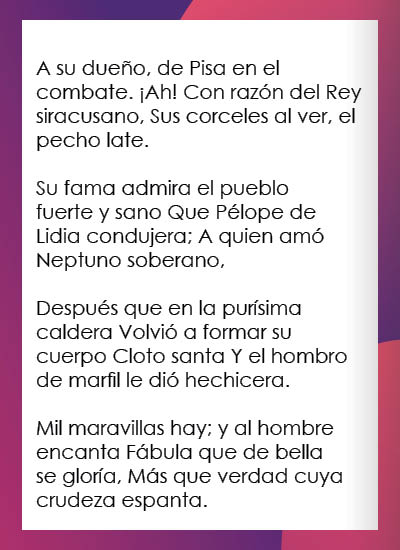 A su dueño, de Pisa en el
combate. ¡Ah! Con razón del Rey
siracusano, Sus corceles al ver, el
pecho late.
Su fama admira el pueblo
fuerte y sano Que Pélope de
Lidia condujera; A quien amó
Neptuno soberano,
Después que en la purísima
caldera Volvió a formar su
cuerpo Cloto santa Y el hombro
de marfil le dió hechicera.
Mil maravillas hay; y al hombre
encanta Fábula que de bella
se gloría, Más que verdad cuya
crudeza espanta.